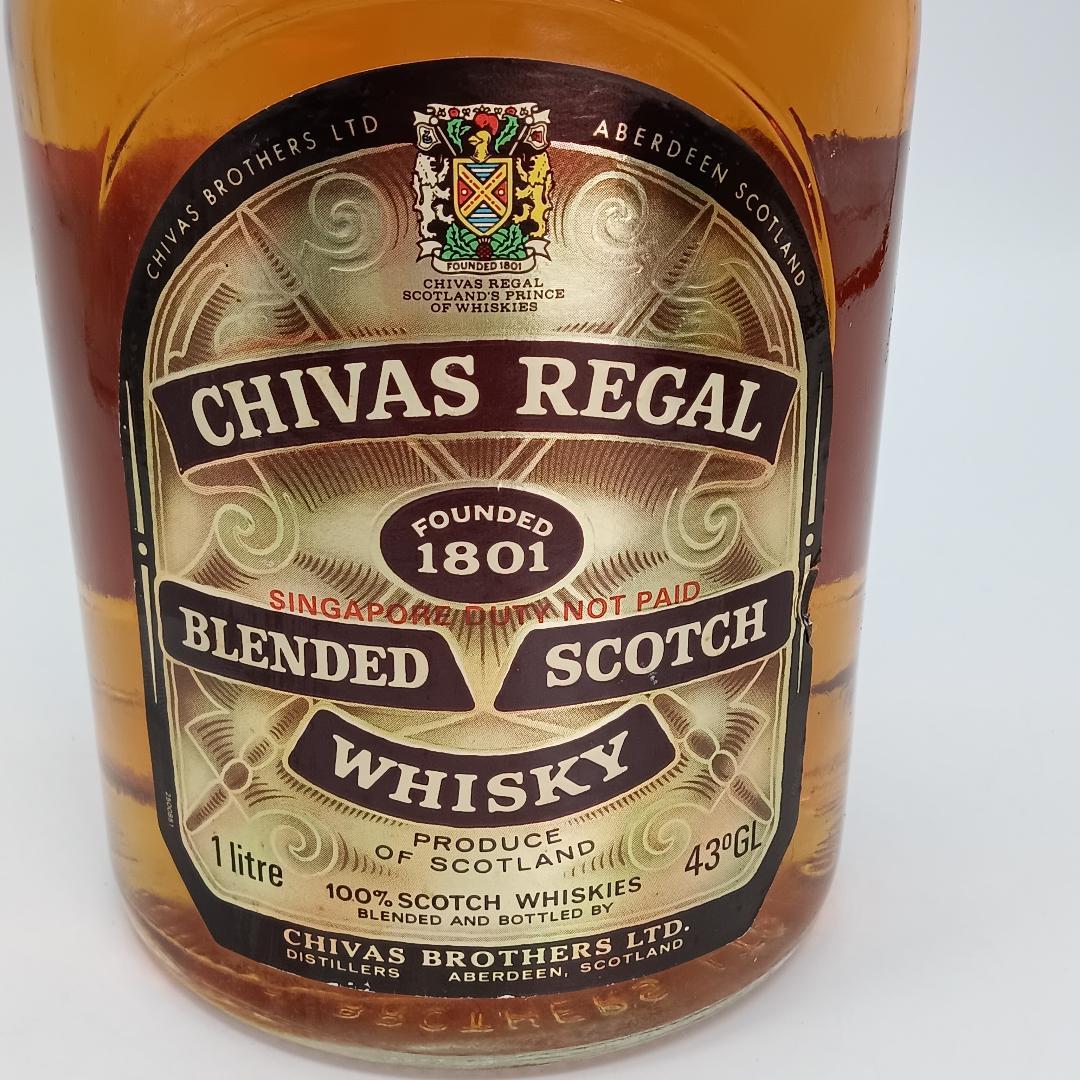 CHIVAS BROTHERS LTD
ABERDEEN SCOTLAND
FOUNDED 1801
CHIVAS REGAL
SCOTLAND'S PRINCE
OF WHISKIES
CHIVAS REGAL
FOUNDED
1801
SINGAPORE DUTY NOT PAID
BLENDED SCOTCH
WHISKY
PRODUCE
OF SCOTLAND
1 litre
43ºGL
100% SCOTCH WHISKIES
BLENDED AND BOTTLED BY
CHIVAS BROTHERS LTD.
DISTILLERS ABERDEEN, SCOTLAND